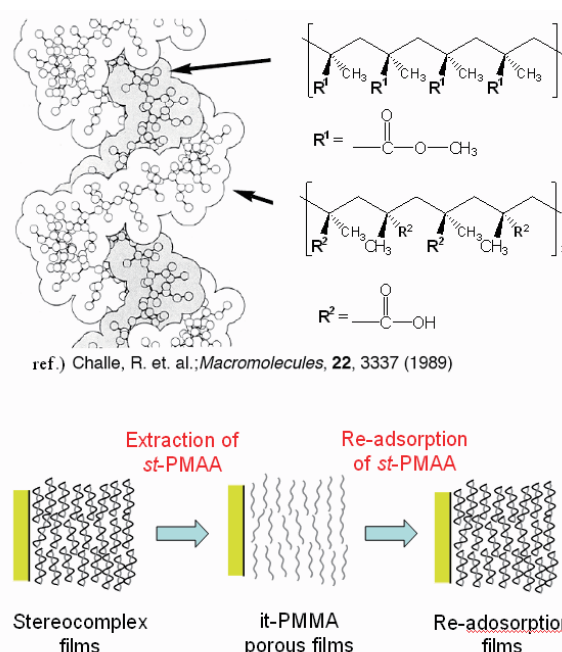 R¹ CH₃ R¹ CH₃ R¹ CH₃ R¹ CH₃
O
R¹= C O CH₃
R² CH₃ CH₃ R² R² CH₃ CH₃ R²
O
R²= C OH
ref.) Challe, R. et. al.;Macromolecules, 22, 3337 (1989)
Extraction of
st-PMAA
Re-adsorption
of st-PMAA
Stereocomplex
films
it-PMMA
porous films
Re-adosorption
films